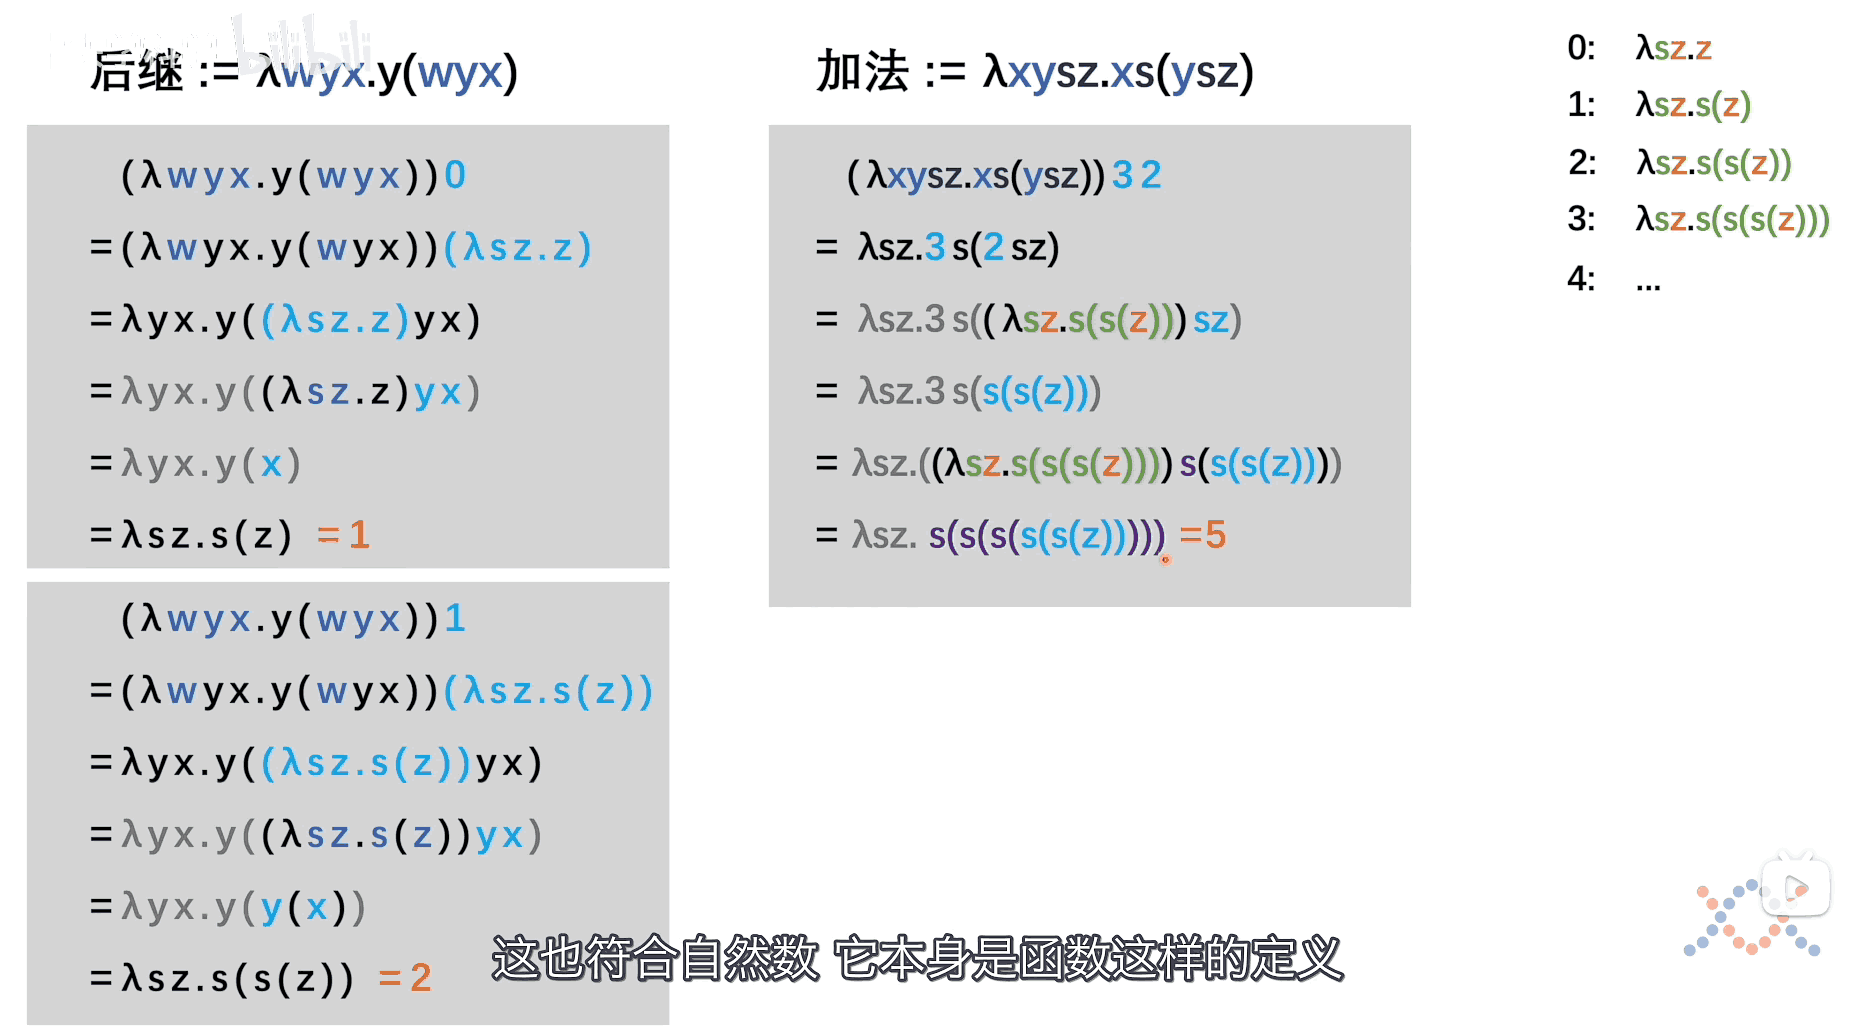 后继 := λwyx.y(wyx)
(λwyx.y(wyx))0
=(λwyx.y(wyx))(λsz.z)
=λyx.y((λsz.z)yx)
=λyx.y((λsz.z)yx)
=λyx.y(x)
=λsz.s(z) =1
(λwyx.y(wyx))1
=(λwyx.y(wyx))(λsz.s(z))
=λyx.y((λsz.s(z))yx)
=λyx.y((λsz.s(z))yx)
=λyx.y(y(x))
=λsz.s(s(z)) =2
加法 := λxysz.xs(ysz)
(λxysz.xs(ysz))3 2
= λsz.3 s(2 sz)
= λsz.3 s((λsz.s(s(z)))sz)
= λsz.3 s(s(s(z)))
= λsz.((λsz.s(s(s(z))))s(s(s(z))))
= λsz. s(s(s(s(s(z))))) =5
0: λsz.z
1: λsz.s(z)
2: λsz.s(s(z))
3: λsz.s(s(s(z)))
4: ...
bilibili
这也符合自然数 它本身是函数这样的定义